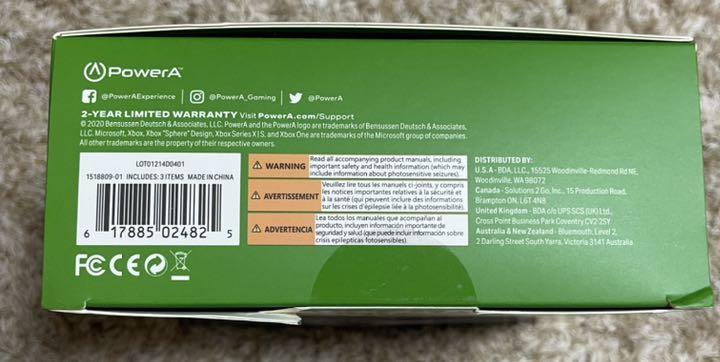 PowerA™
@PowerAExperience | @PowerA_Gaming | @PowerA
2-YEAR LIMITED WARRANTY Visit PowerA.com/Support
© 2020 Bensussen Deutsch & Associates,
LLC. PowerA and the PowerA logo are trademarks of Bensussen Deutsch & Associates,
LLC. Microsoft, Xbox, Xbox "Sphere" Design, Xbox Series X|S, and Xbox One are trademarks of the Microsoft group of companies.
All other trademarks are the property of their respective owners.
LOT01214D0401
1518809-01 INCLUDES: 3 ITEMS MADE IN CHINA
6 17885 02482 5
FC CE
WARNING
Read all accompanying product manuals, including
important safety and health information (which may
include information about photosensitive seizures).
AVERTISSEMENT
Veuillez lire tous les manuels ci-joints, y compris
les notices importantes relatives à la sécurité et
à la santé (qui peuvent inclure des informations
sur les crises d'épilepsie liée à la photosensibilité).
ADVERTENCIA
Lea todos los manuales que acompañan al
producto, incluyen información importante de
seguridad y salud (que puede incluir información sobre
crisis epilépticas fotosensibles).
DISTRIBUTED BY:
U.S.A - BDA, LLC., 15525 Woodinville-Redmond Rd NE,
Woodinville, WA 98072
Canada - Solutions 2 Go, Inc., 15 Production Road,
Brampton ON, L6T 4N8
United Kingdom - BDA c/o UPS SCS (UK) Ltd.,
Cross Point Business Park Coventry, CV2 2SY
Australia & New Zealand - Bluemouth, Level 2,
2 Darling Street South Yarra, Victoria 3141 Australia